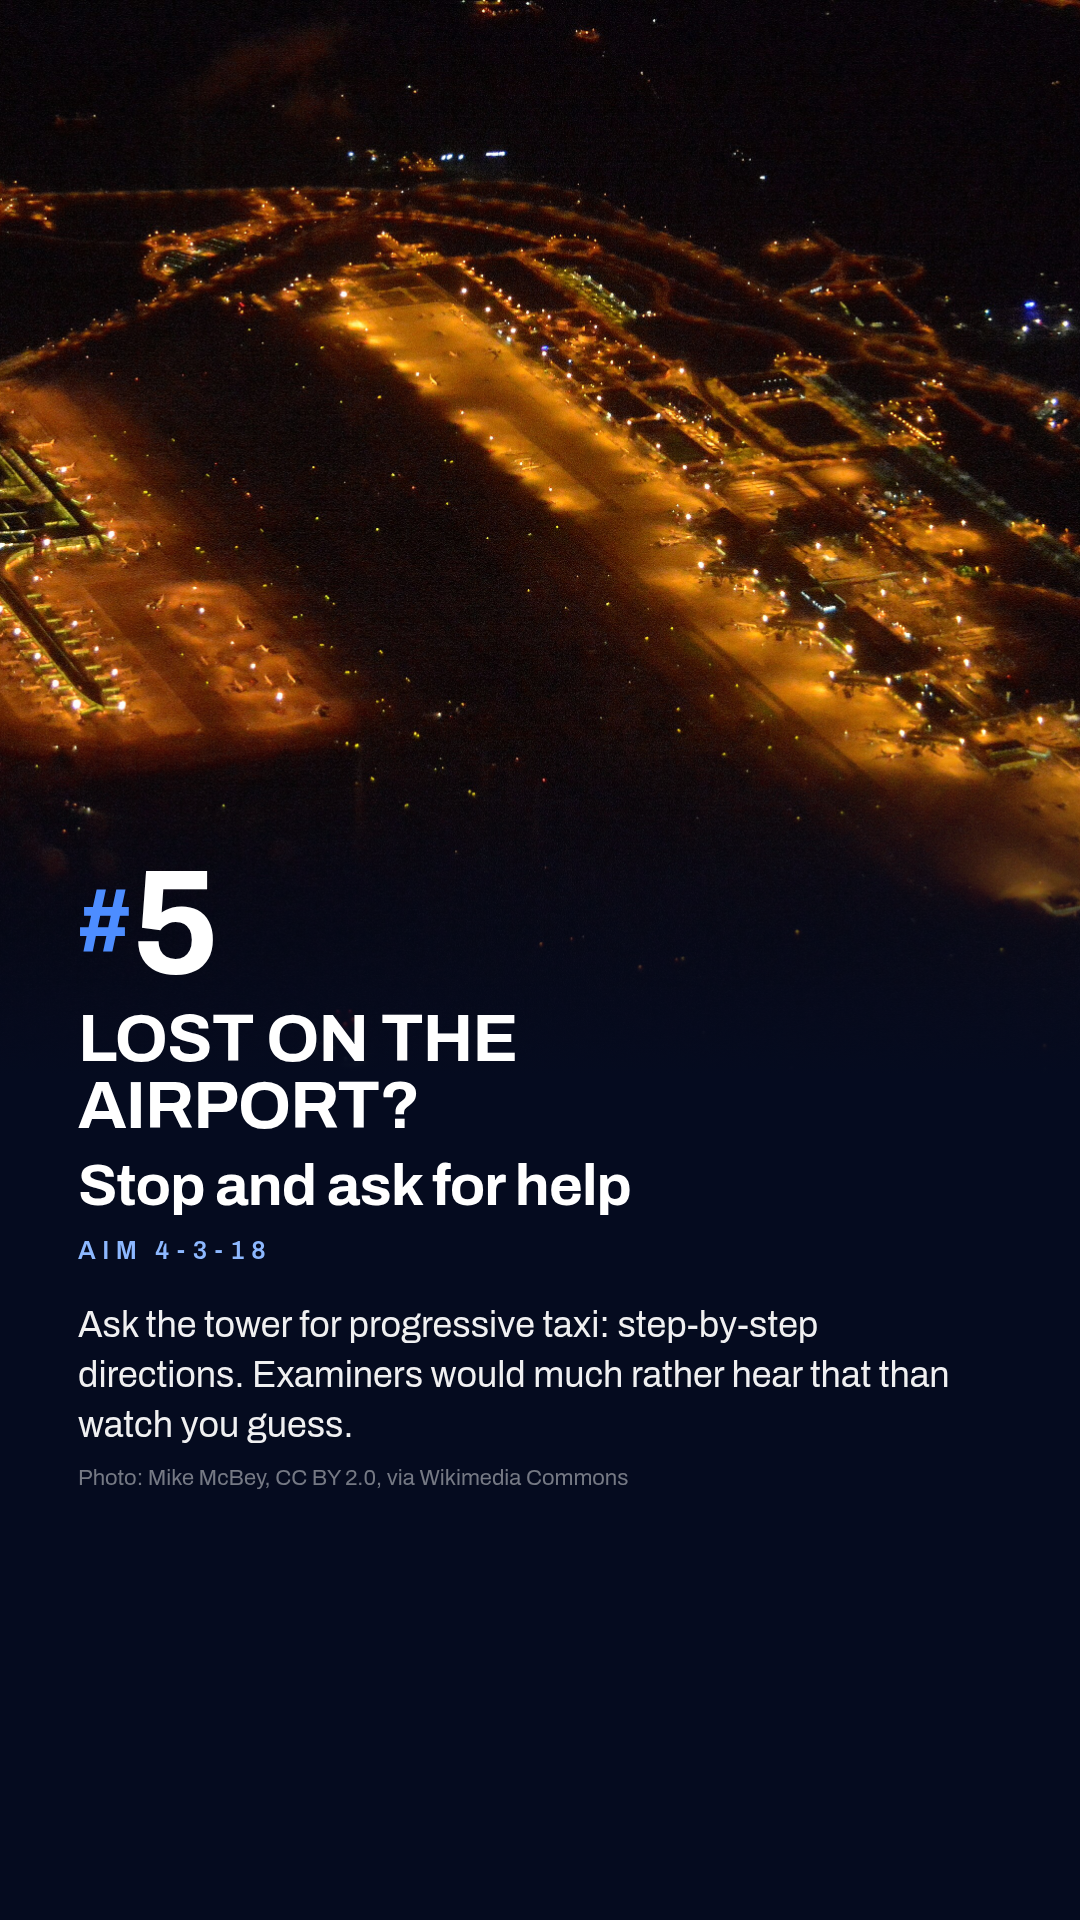 #5
LOST ON THE
AIRPORT?
Stop and ask for help
AIM 4-3-18
Ask the tower for progressive taxi: step-by-step
directions. Examiners would much rather hear that than
watch you guess.
Photo: Mike McBey, CC BY 2.0, via Wikimedia Commons